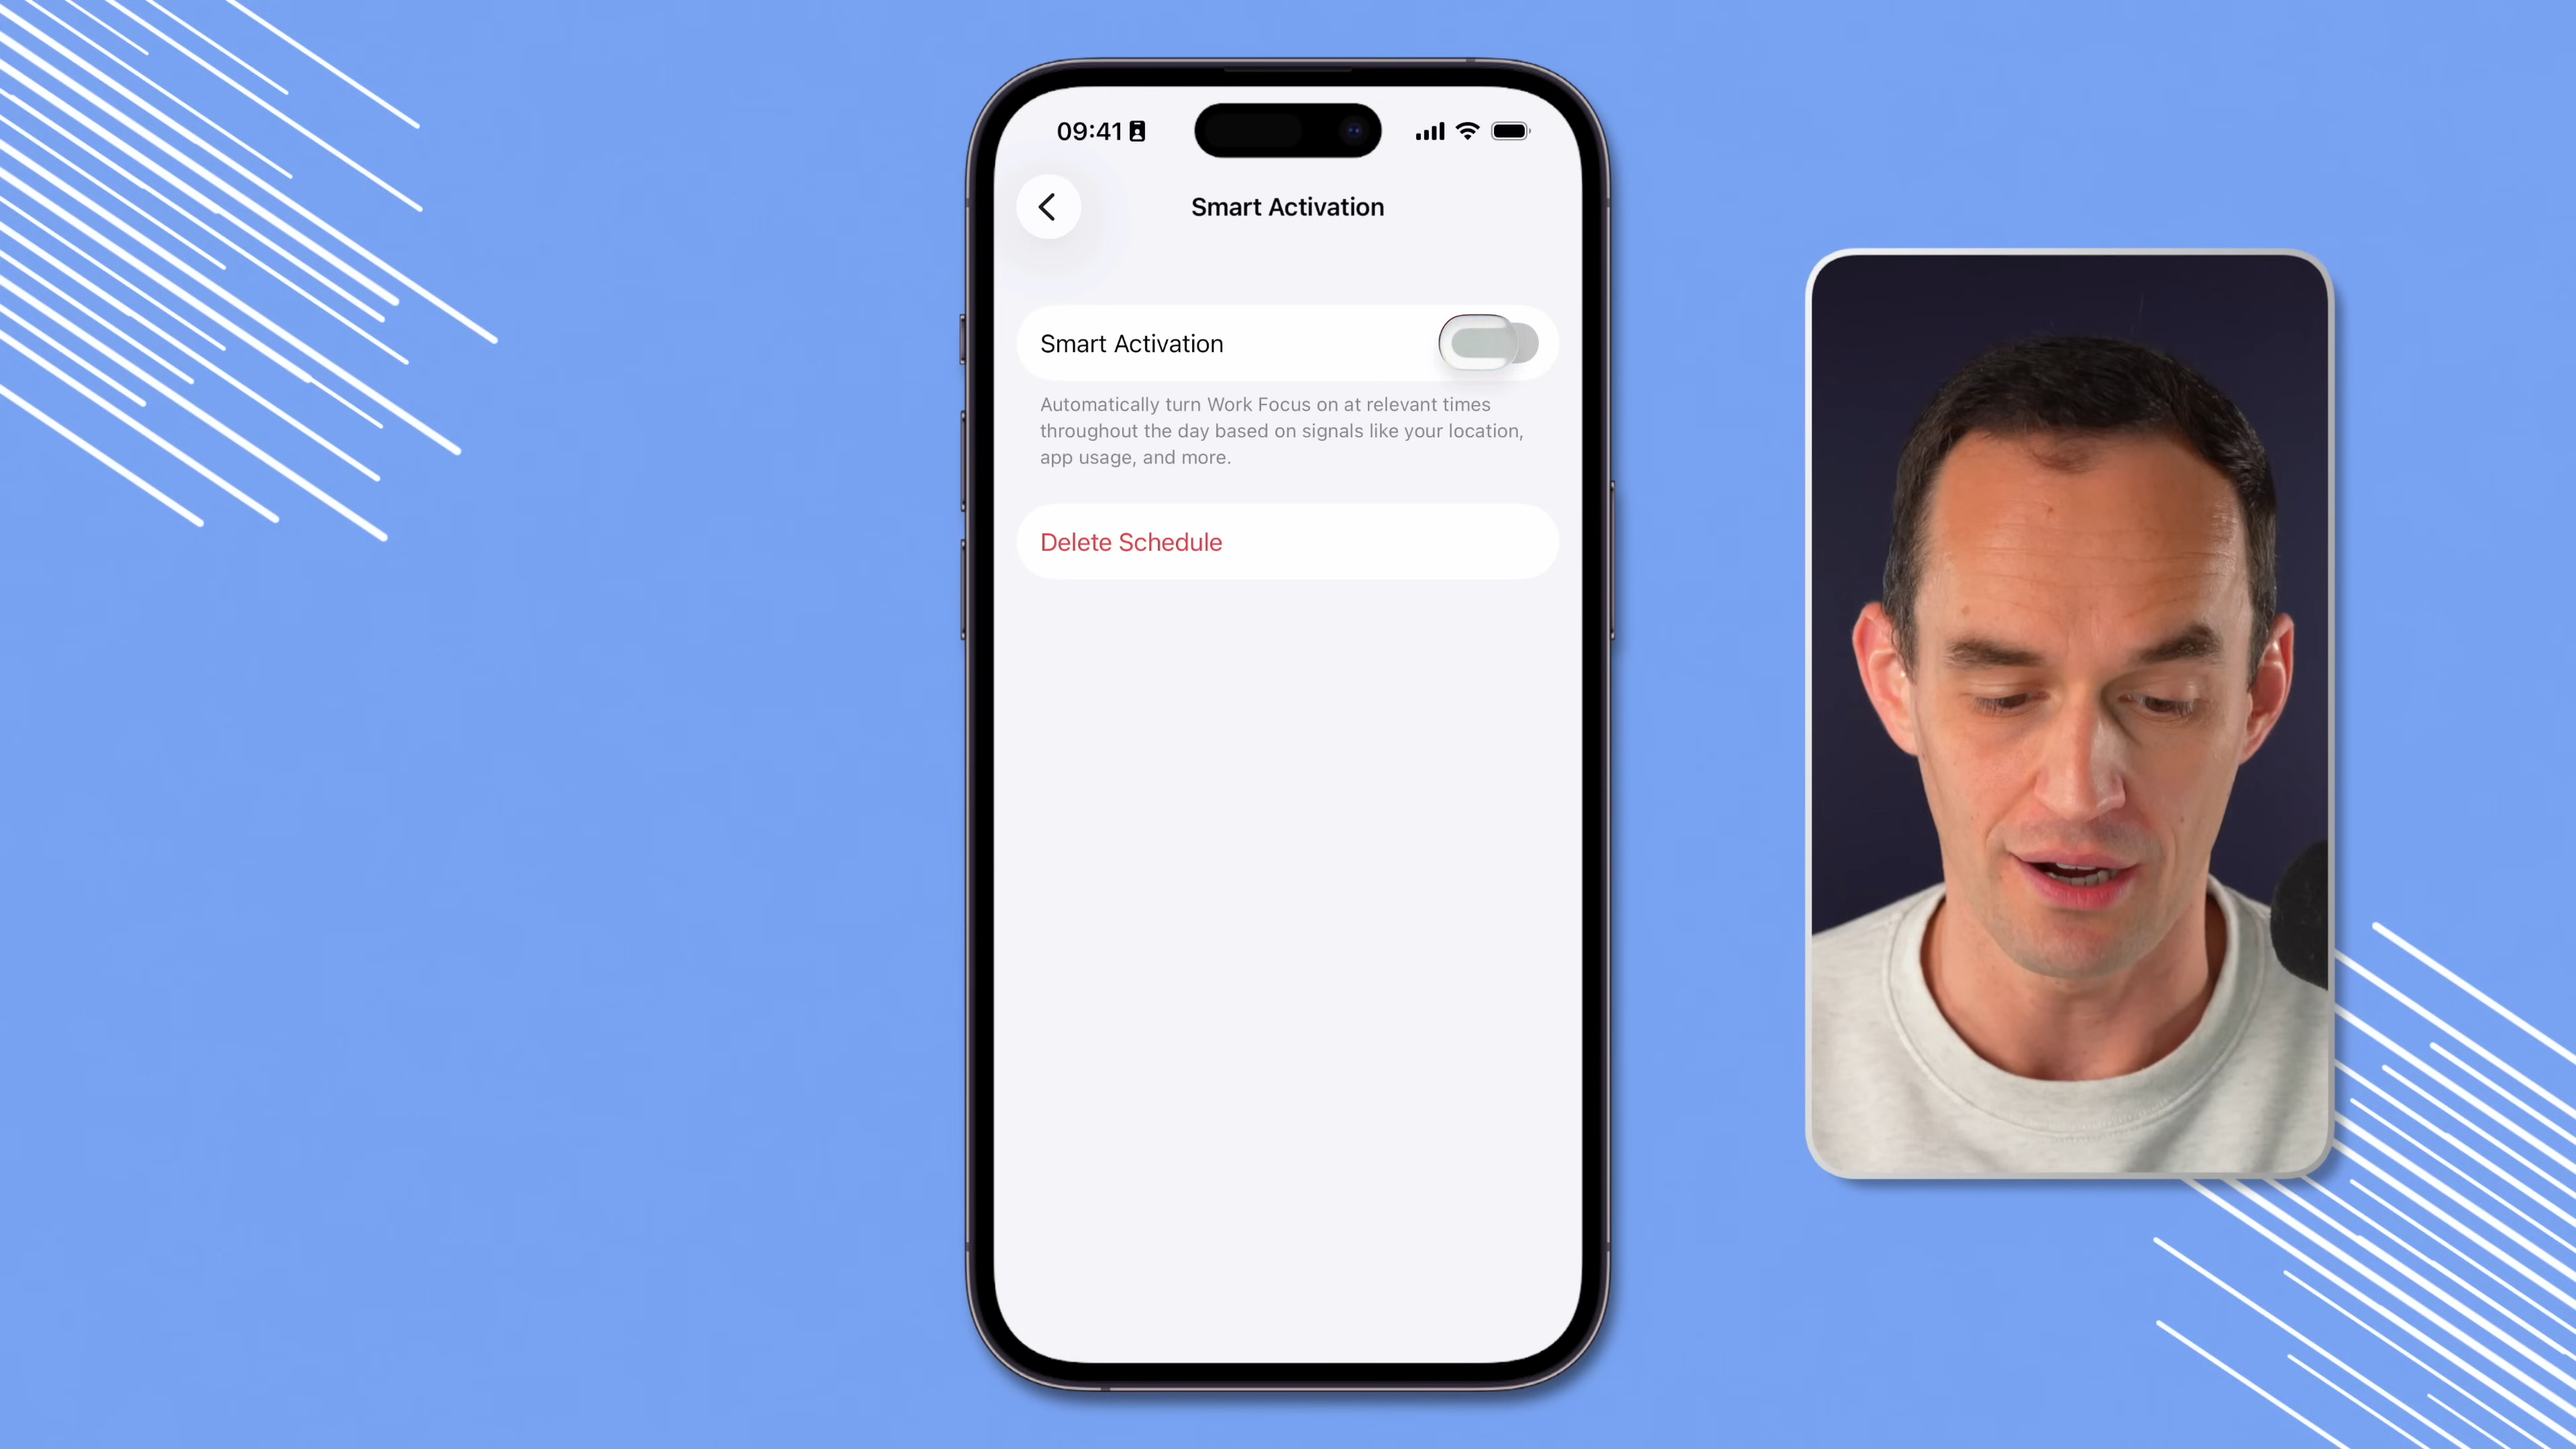 09:41
Smart Activation
Smart Activation
Automatically turn Work Focus on at relevant times
throughout the day based on signals like your location,
app usage, and more.
Delete Schedule